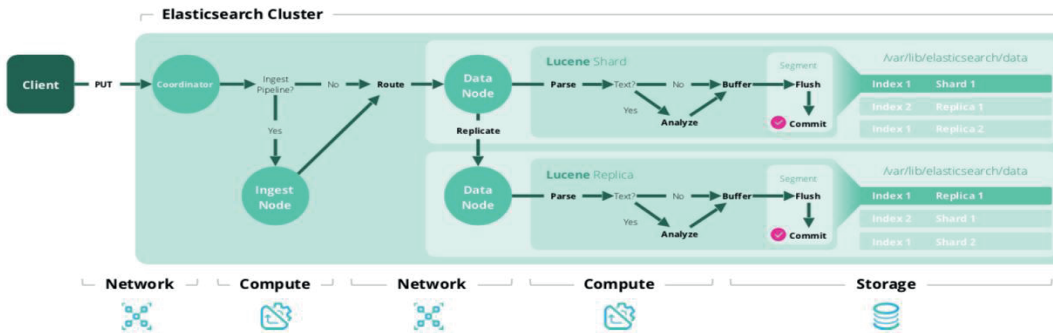 Elasticsearch Cluster
Client
PUT
Coordinator
Ingest
Pipeline?
No
Yes
Ingest
Node
Route
Data
Node
Replicate
Lucene Shard
Parse
Text?
No
Yes
Analyze
Buffer
Segment
Flush
Commit
/var/lib/elasticsearch/data
Index 1 Shard 1
Index 2 Replica 1
Index 1 Replica 2
Data
Node
Lucene Replica
Parse
Text?
No
Yes
Analyze
Buffer
Segment
Flush
Commit
/var/lib/elasticsearch/data
Index 1 Replica 1
Index 2 Shard 1
Index 1 Shard 2
Network
Compute
Network
Compute
Storage